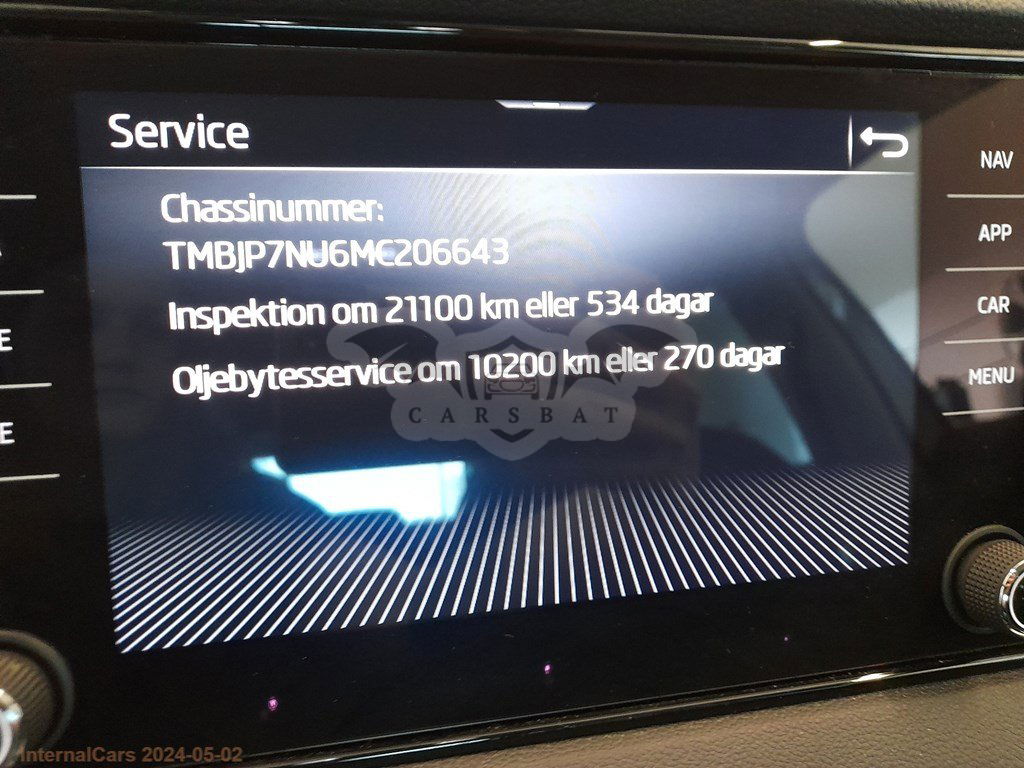 Service
Chassinummer:
TMBJP7NU6MC206643
Inspektion om 21100 km eller 534 dagar
Oljebytesservice om 10200 km eller 270 dagar
CARSBAT
NAV
APP
CAR
MENU
E
E
InternalCars 2024-05-02